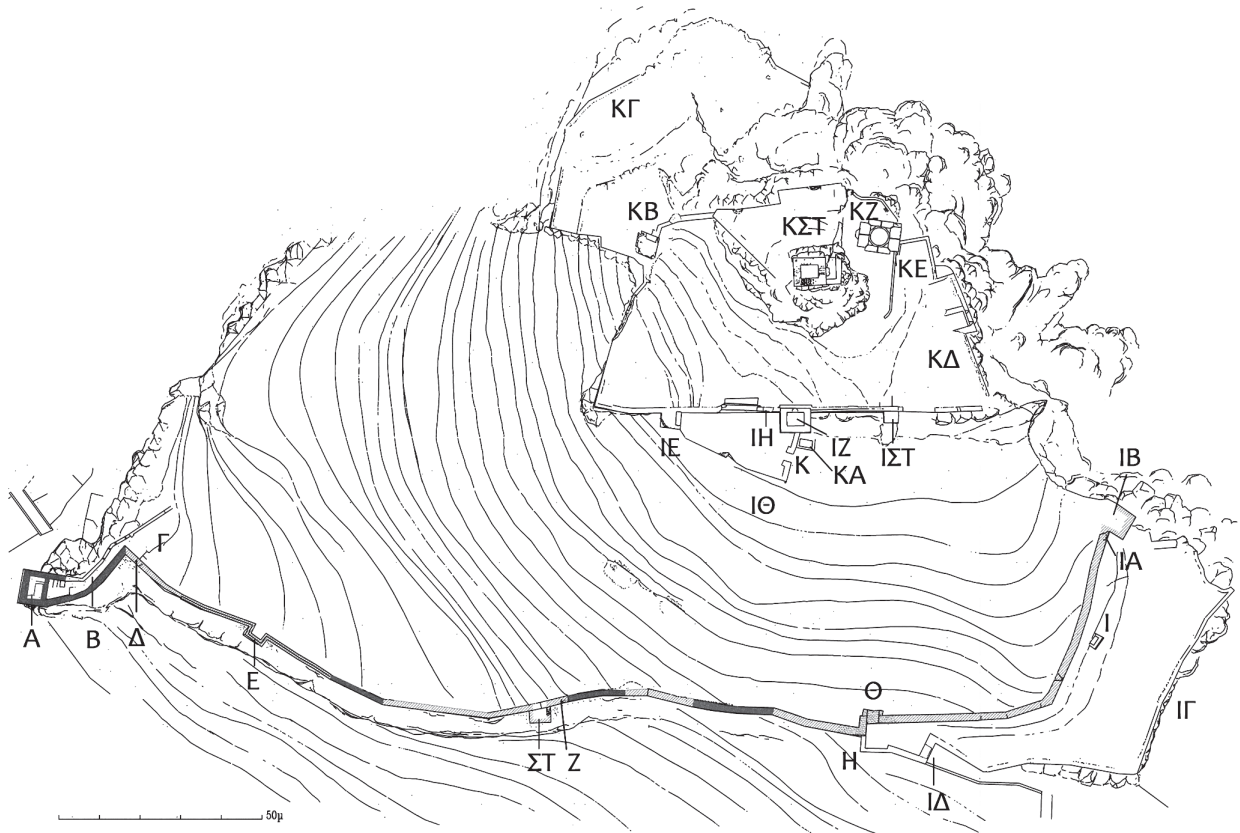 ΚΓ
ΚΒ
ΚΣΤ
ΚΖ
ΚΕ
ΚΔ
ΙΕ
ΙΗ
ΙΖ
ΙΣΤ
Κ
ΚΑ
ΙΒ
ΙΘ
Γ
ΙΑ
Α
Β
Δ
Ι
Ε
Θ
ΙΓ
ΣΤ
Ζ
Η
ΙΔ
50μ